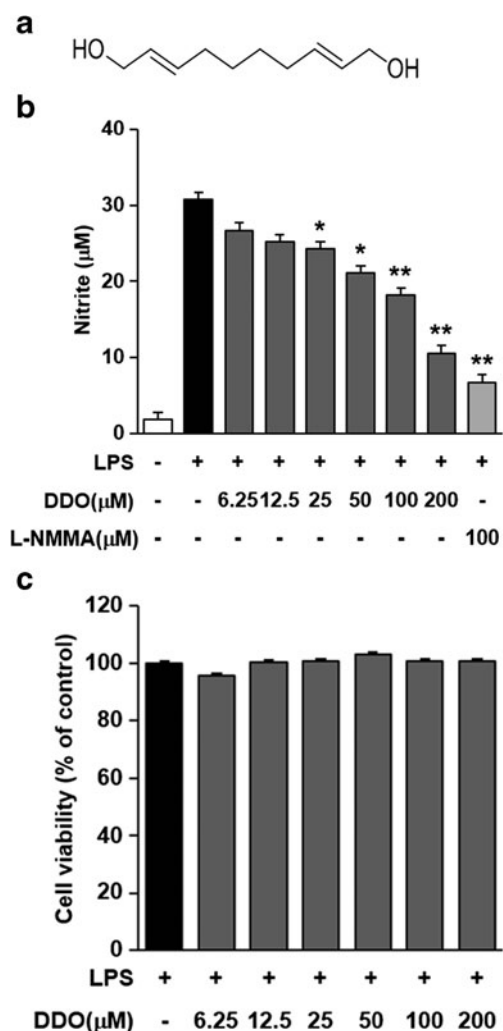 a
HO
OH
b
40
30
20
10
0
Nitrite (μM)
*
*
**
**
**
LPS - + + + + + + + +
DDO(μM) - - 6.25 12.5 25 50 100 200 -
L-NMMA(μM) - - - - - - - - 100
c
120
100
80
60
40
20
0
Cell viability (% of control)
LPS + + + + + + +
DDO(μM) - 6.25 12.5 25 50 100 200